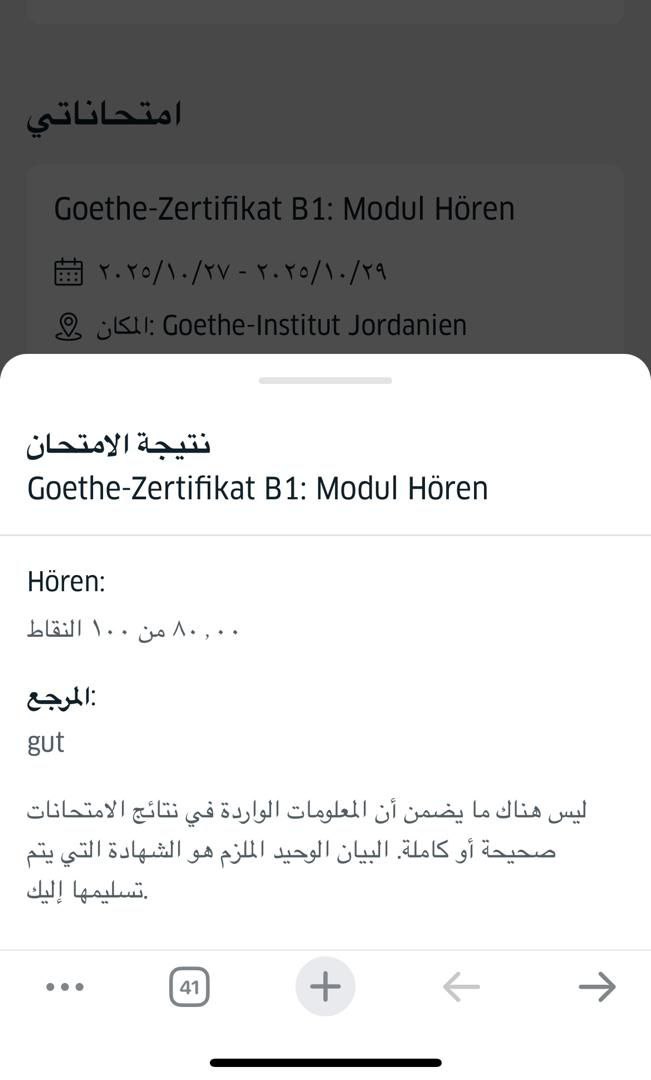 امتحاناتي
Goethe-Zertifikat B1: Modul Hören
٢٠٢٥/١٠/٢٧ - ٢٠٢٥/١٠/٢٩
المكان: Goethe-Institut Jordanien
نتيجة الامتحان
Goethe-Zertifikat B1: Modul Hören
Hören:
٨٠,٠٠ من ١٠٠ النقاط
المرجع:
gut
ليس هناك ما يضمن أن المعلومات الواردة في نتائج الامتحانات
صحيحة أو كاملة. البيان الوحيد الملزم هو الشهادة التي يتم
تسليمها إليك.
41